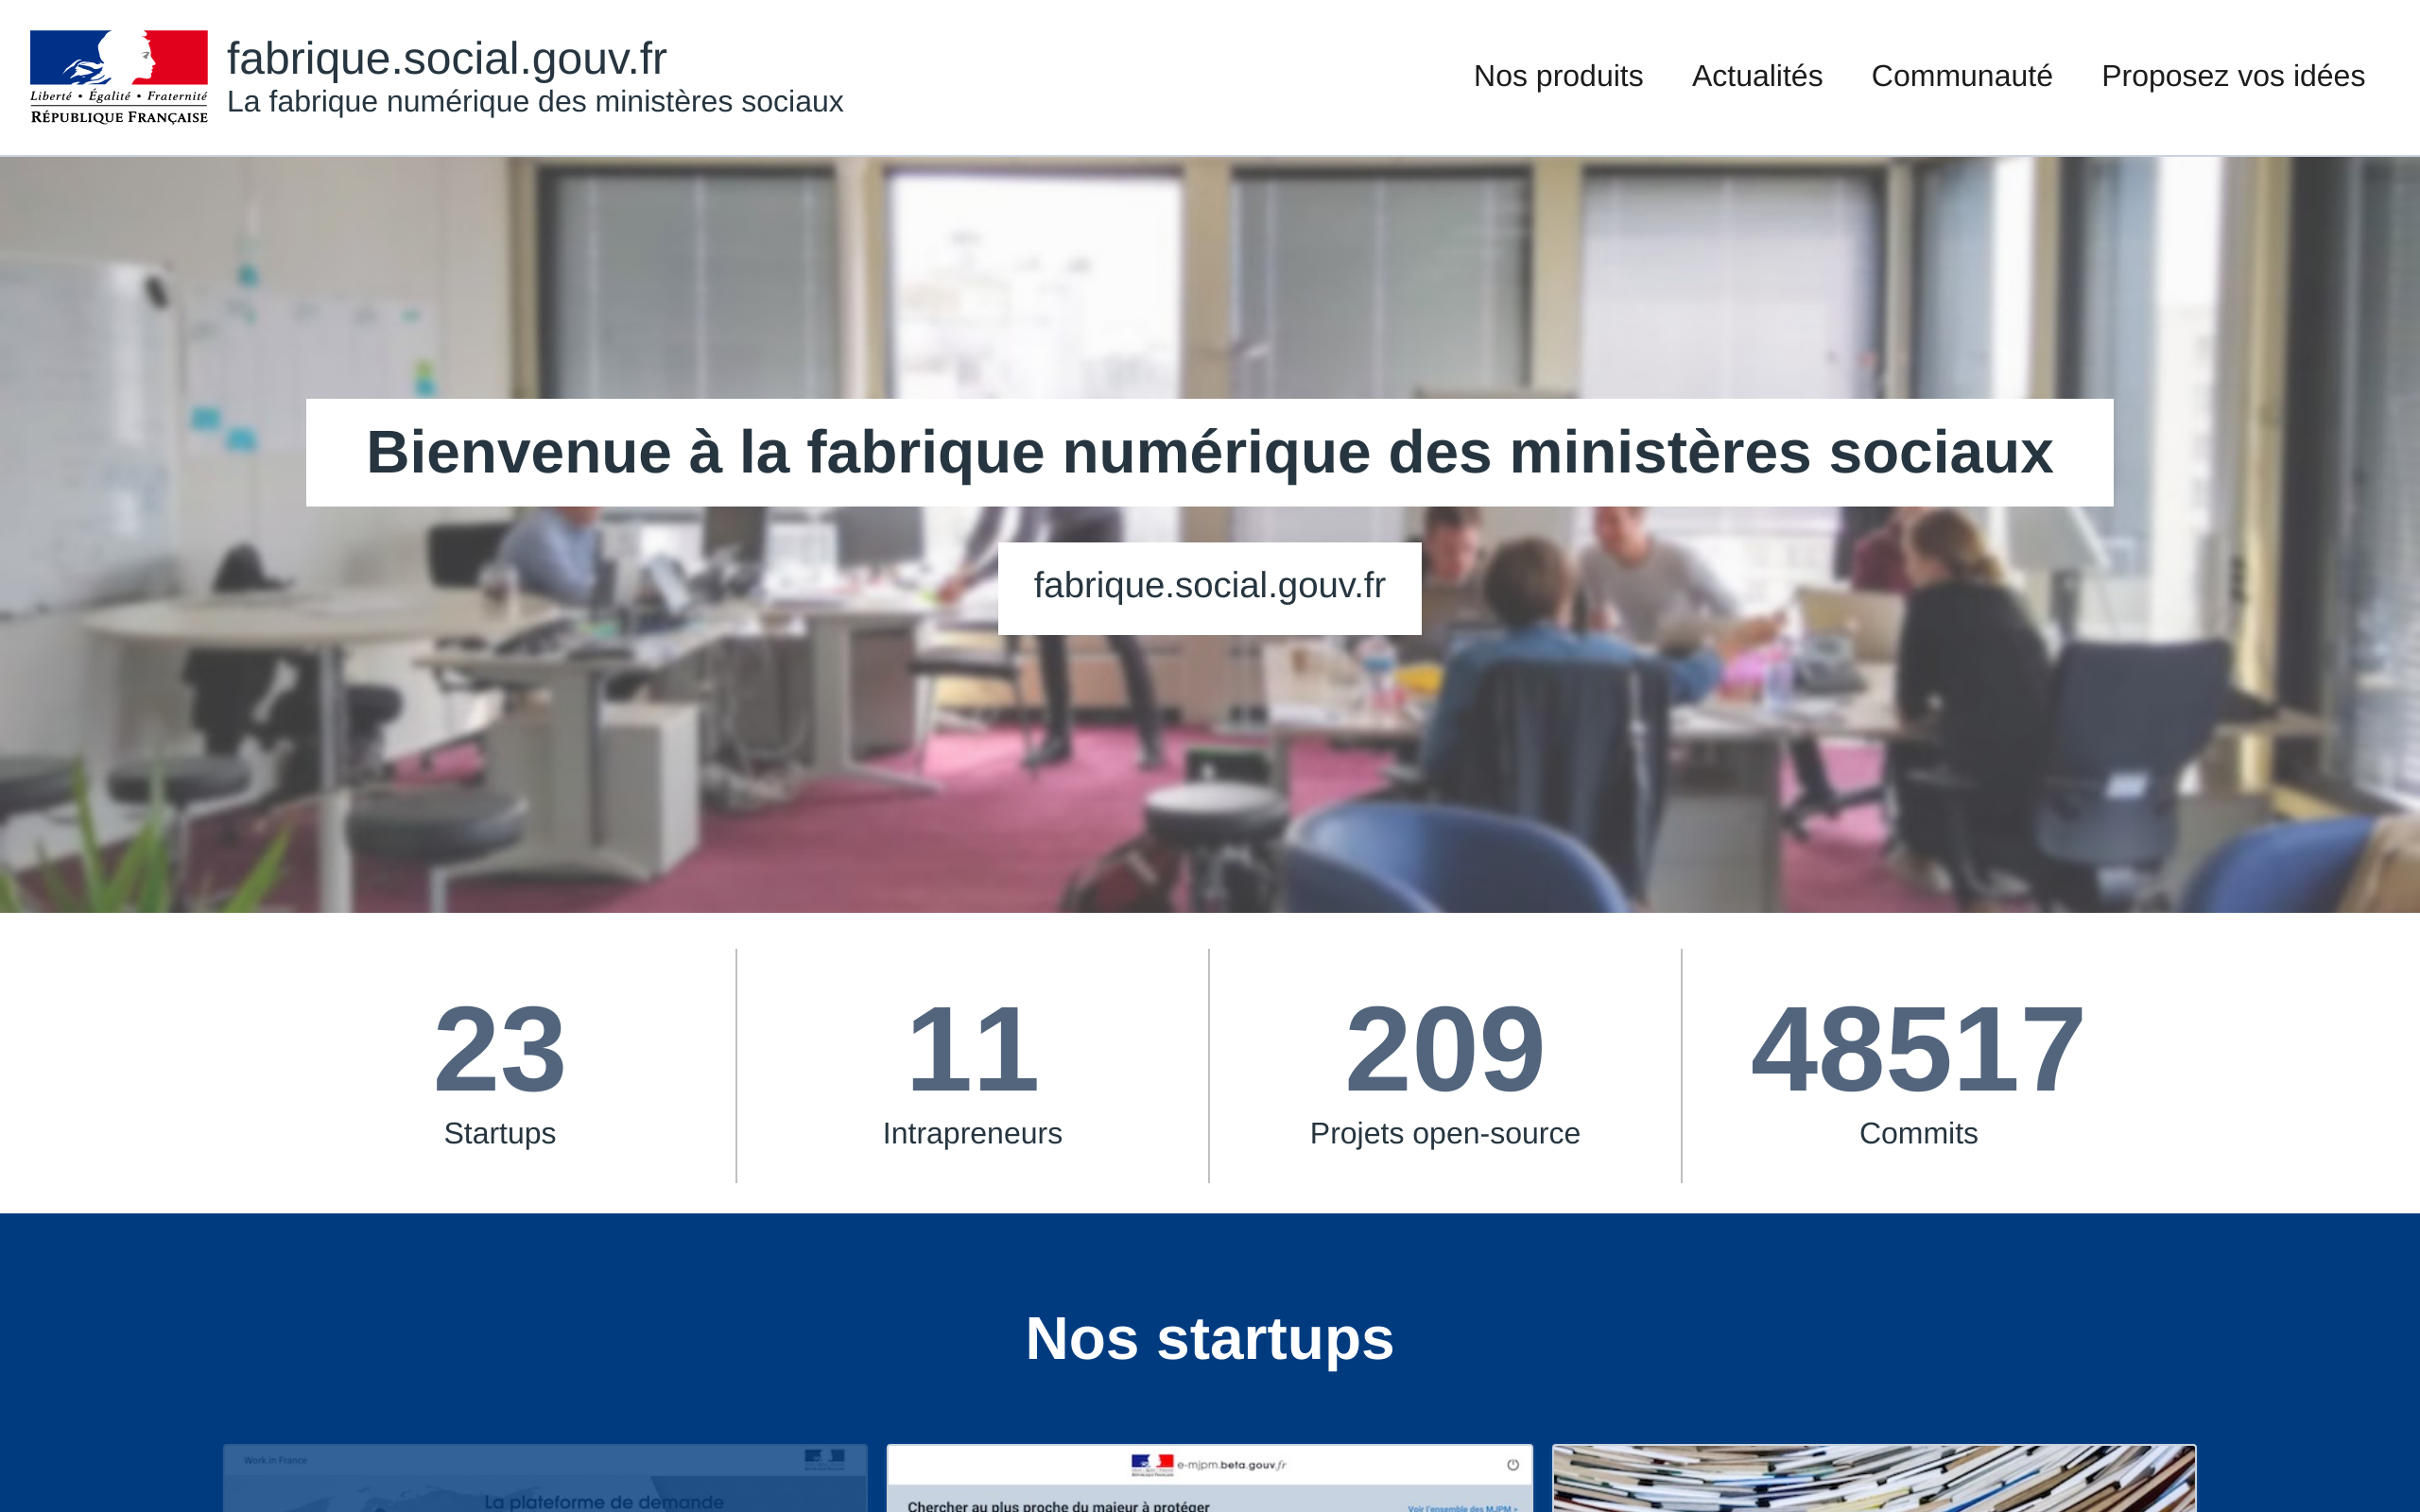 Liberté • Égalité • Fraternité
RÉPUBLIQUE FRANÇAISE
fabrique.social.gouv.fr
La fabrique numérique des ministères sociaux
Nos produits
Actualités
Communauté
Proposez vos idées
Bienvenue à la fabrique numérique des ministères sociaux
fabrique.social.gouv.fr
23
Startups
11
Intrapreneurs
209
Projets open-source
48517
Commits
Nos startups
Work in France
La plateforme de demande
e-mjpm.beta.gouv.fr
Chercher au plus proche du majeur à protéger
Voir l'ensemble des MJPM »